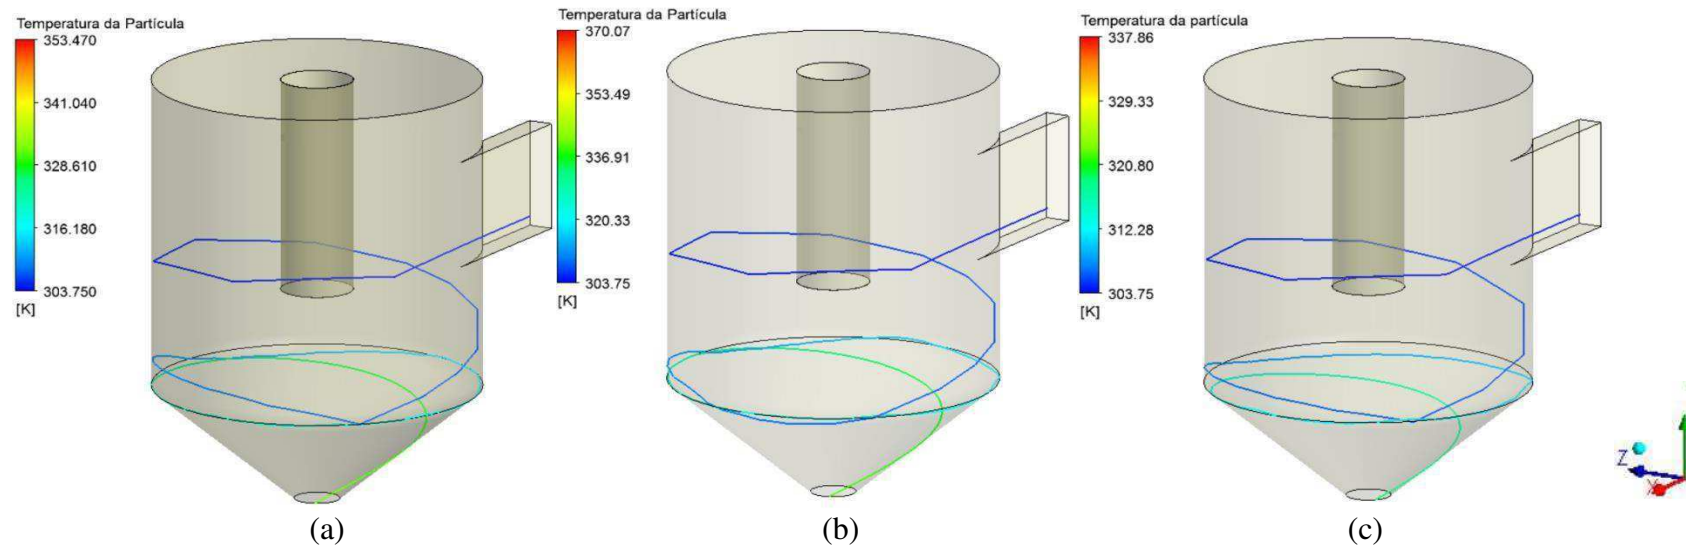 Temperatura da Partícula
353.470
341.040
328.610
316.180
303.750
[K]
(a)
Temperatura da Partícula
370.07
353.49
336.91
320.33
303.75
[K]
(b)
Temperatura da partícula
337.86
329.33
320.80
312.28
303.75
[K]
(c)
Z
X